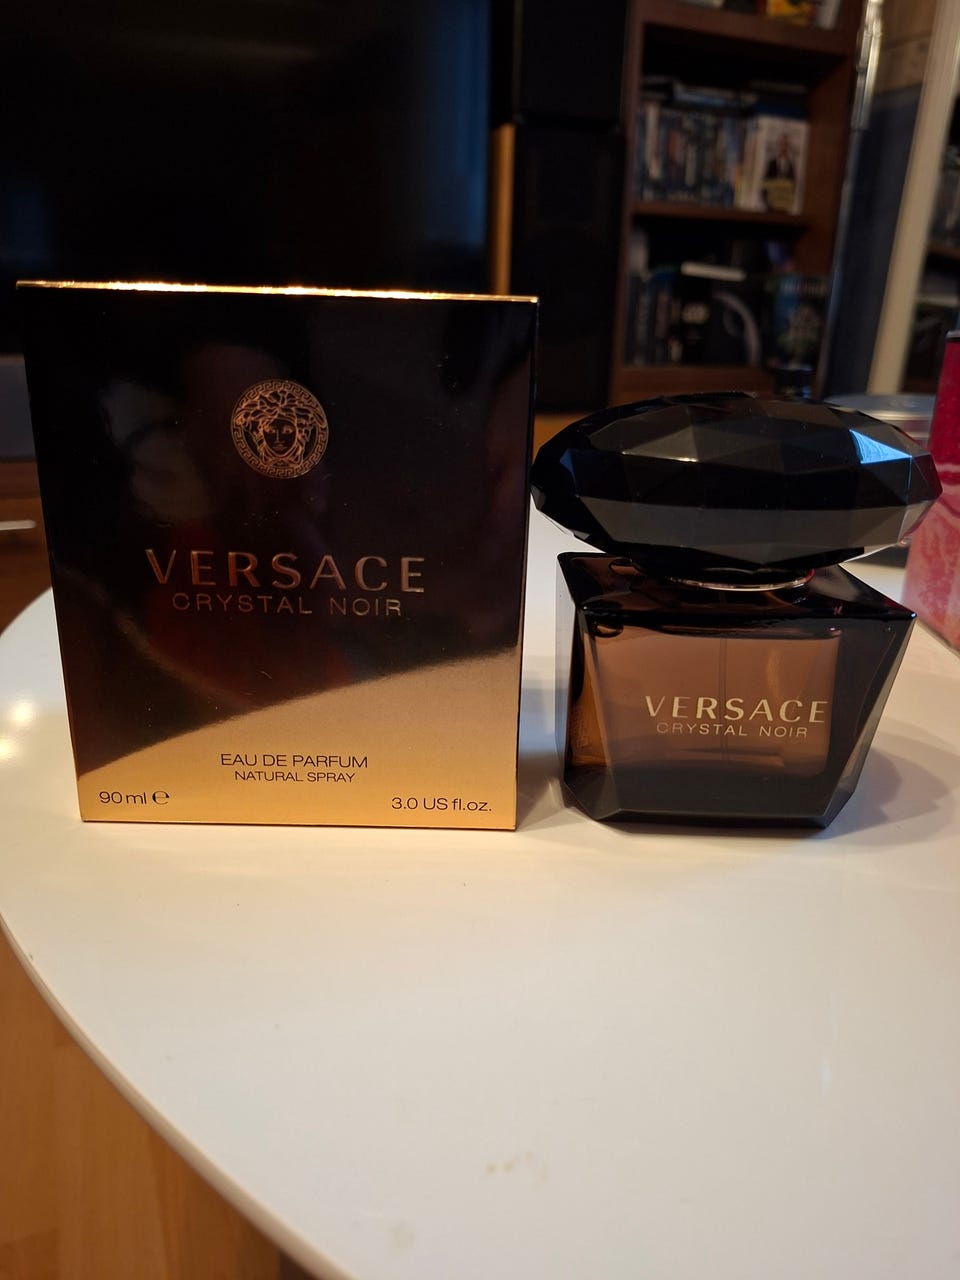 VERSACE
CRYSTAL NOIR
EAU DE PARFUM
NATURAL SPRAY
90 ml ℮
3.0 US fl.oz.
VERSACE
CRYSTAL NOIR